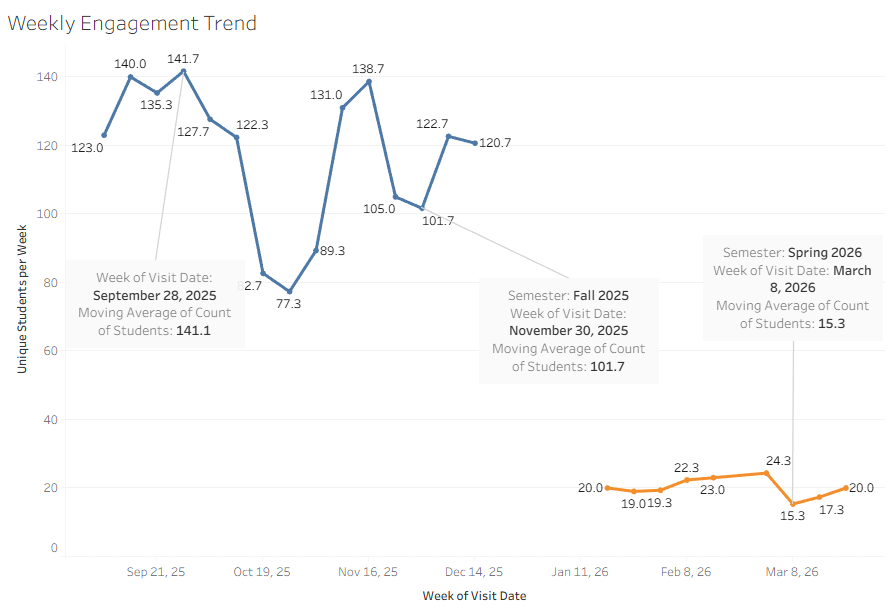 Weekly Engagement Trend
Unique Students per Week
140
120
100
80
60
40
20
0
123.0
140.0
135.3
141.7
127.7
122.3
2.7
77.3
89.3
131.0
138.7
105.0
101.7
122.7
120.7
Week of Visit Date:
September 28, 2025
Moving Average of Count
of Students: 141.1
Semester: Fall 2025
Week of Visit Date:
November 30, 2025
Moving Average of Count
of Students: 101.7
Semester: Spring 2026
Week of Visit Date: March
8, 2026
Moving Average of Count
of Students: 15.3
20.0
19.0
19.3
22.3
23.0
24.3
15.3
17.3
20.0
Sep 21, 25
Oct 19, 25
Nov 16, 25
Dec 14, 25
Jan 11, 26
Feb 8, 26
Mar 8, 26
Week of Visit Date